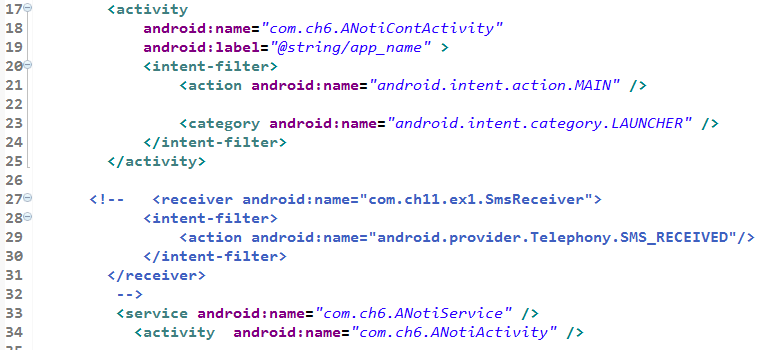 17 <activity
18 android:name="com.ch6.ANotiContActivity"
19 android:label="@string/app_name" >
20 <intent-filter>
21 <action android:name="android.intent.action.MAIN" />
22
23 <category android:name="android.intent.category.LAUNCHER" />
24 </intent-filter>
25 </activity>
26
27 <!-- <receiver android:name="com.ch11.ex1.SmsReceiver">
28 <intent-filter>
29 <action android:name="android.provider.Telephony.SMS_RECEIVED"/>
30 </intent-filter>
31 </receiver>
32 -->
33 <service android:name="com.ch6.ANotiService" />
34 <activity android:name="com.ch6.ANotiActivity" />